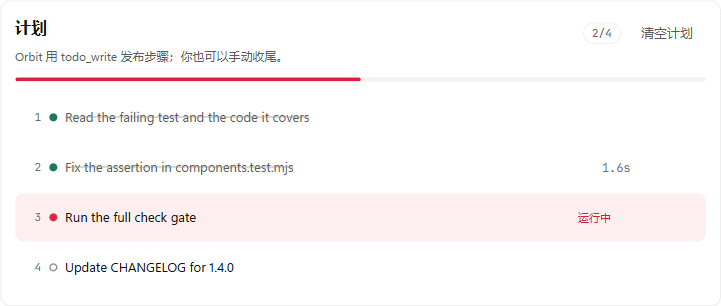 计划
2/4
清空计划
Orbit 用 todo_write 发布步骤；你也可以手动收尾。
1 Read the failing test and the code it covers
2 Fix the assertion in components.test.mjs 1.6s
3 Run the full check gate 运行中
4 Update CHANGELOG for 1.4.0